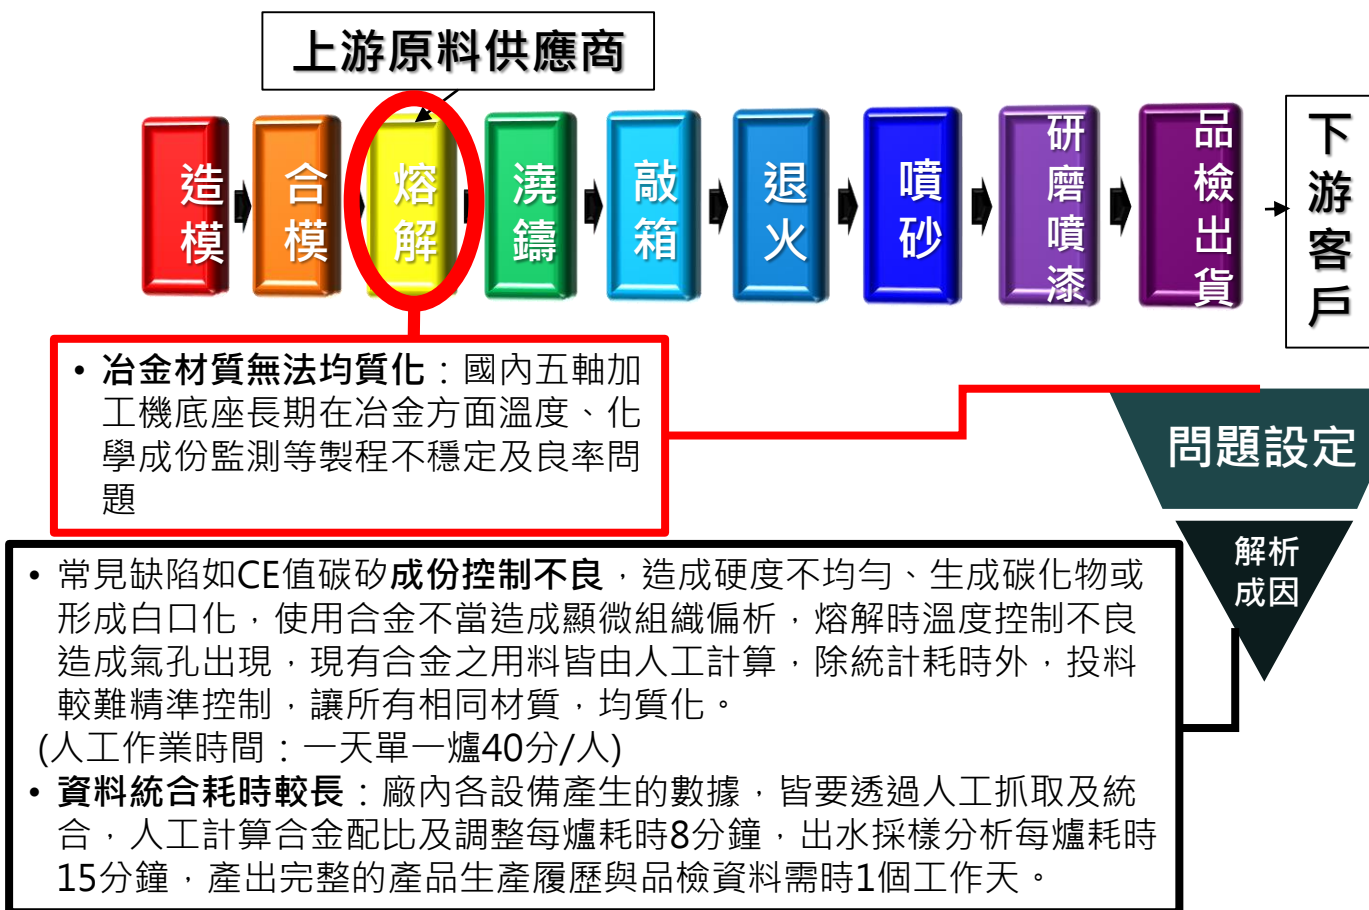 上游原料供應商
造模
合模
熔解
澆鑄
敲箱
退火
噴砂
研磨噴漆
品檢出貨
下游客戶
• 冶金材質無法均質化：國內五軸加
工機底座長期在冶金方面溫度、化
學成份監測等製程不穩定及良率問
題
問題設定
解析
成因
• 常見缺陷如CE值碳矽成份控制不良，造成硬度不均勻、生成碳化物或
形成白口化，使用合金不當造成顯微組織偏析，熔解時溫度控制不良
造成氣孔出現，現有合金之用料皆由人工計算，除統計耗時外，投料
較難精準控制，讓所有相同材質，均質化。
(人工作業時間：一天單一爐40分/人)
• 資料統合耗時較長：廠內各設備產生的數據，皆要透過人工抓取及統
合，人工計算合金配比及調整每爐耗時8分鐘，出水採樣分析每爐耗時
15分鐘，產出完整的產品生產履歷與品檢資料需時1個工作天。